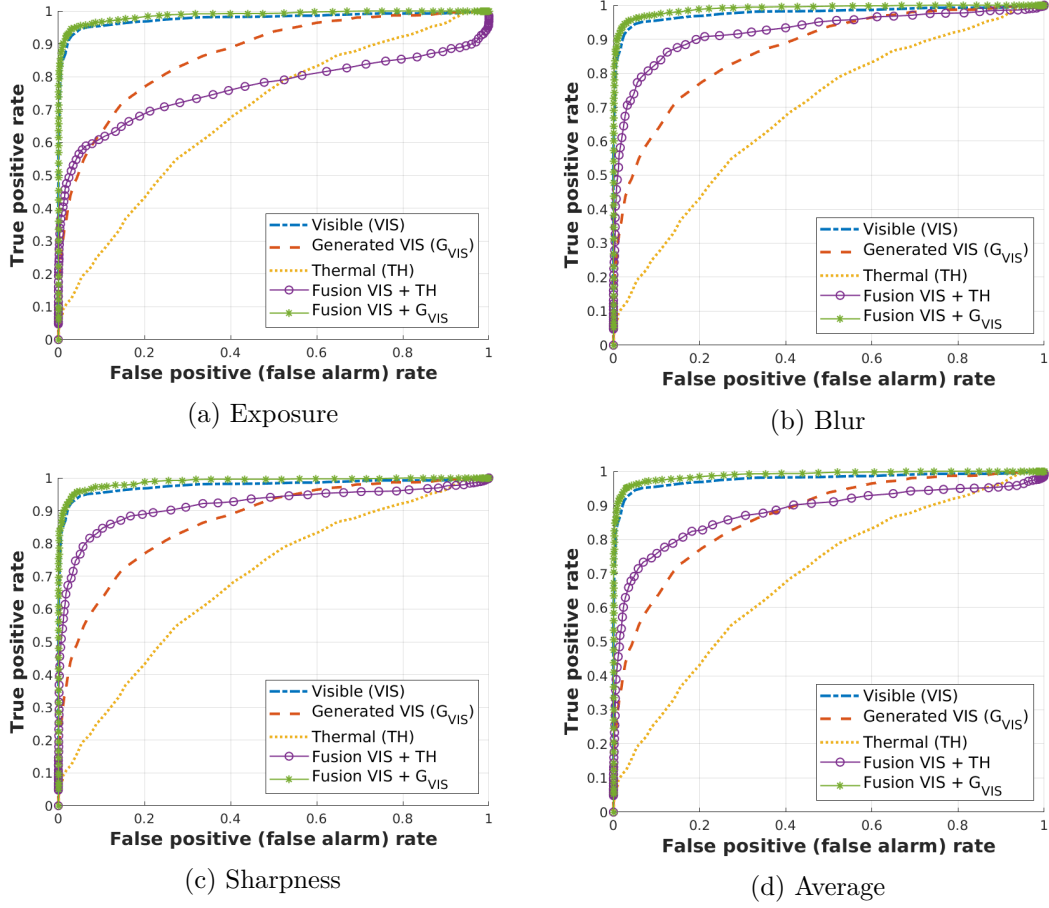 1
0.9
0.8
0.7
0.6
0.5
0.4
0.3
0.2
0.1
0
True positive rate
Visible (VIS)
Generated VIS (G_VIS)
Thermal (TH)
Fusion VIS + TH
Fusion VIS + G_VIS
0 0.2 0.4 0.6 0.8 1
False positive (false alarm) rate
(a) Exposure
1
0.9
0.8
0.7
0.6
0.5
0.4
0.3
0.2
0.1
0
True positive rate
Visible (VIS)
Generated VIS (G_VIS)
Thermal (TH)
Fusion VIS + TH
Fusion VIS + G_VIS
0 0.2 0.4 0.6 0.8 1
False positive (false alarm) rate
(b) Blur
1
0.9
0.8
0.7
0.6
0.5
0.4
0.3
0.2
0.1
0
True positive rate
Visible (VIS)
Generated VIS (G_VIS)
Thermal (TH)
Fusion VIS + TH
Fusion VIS + G_VIS
0 0.2 0.4 0.6 0.8 1
False positive (false alarm) rate
(c) Sharpness
1
0.9
0.8
0.7
0.6
0.5
0.4
0.3
0.2
0.1
0
True positive rate
Visible (VIS)
Generated VIS (G_VIS)
Thermal (TH)
Fusion VIS + TH
Fusion VIS + G_VIS
0 0.2 0.4 0.6 0.8 1
False positive (false alarm) rate
(d) Average